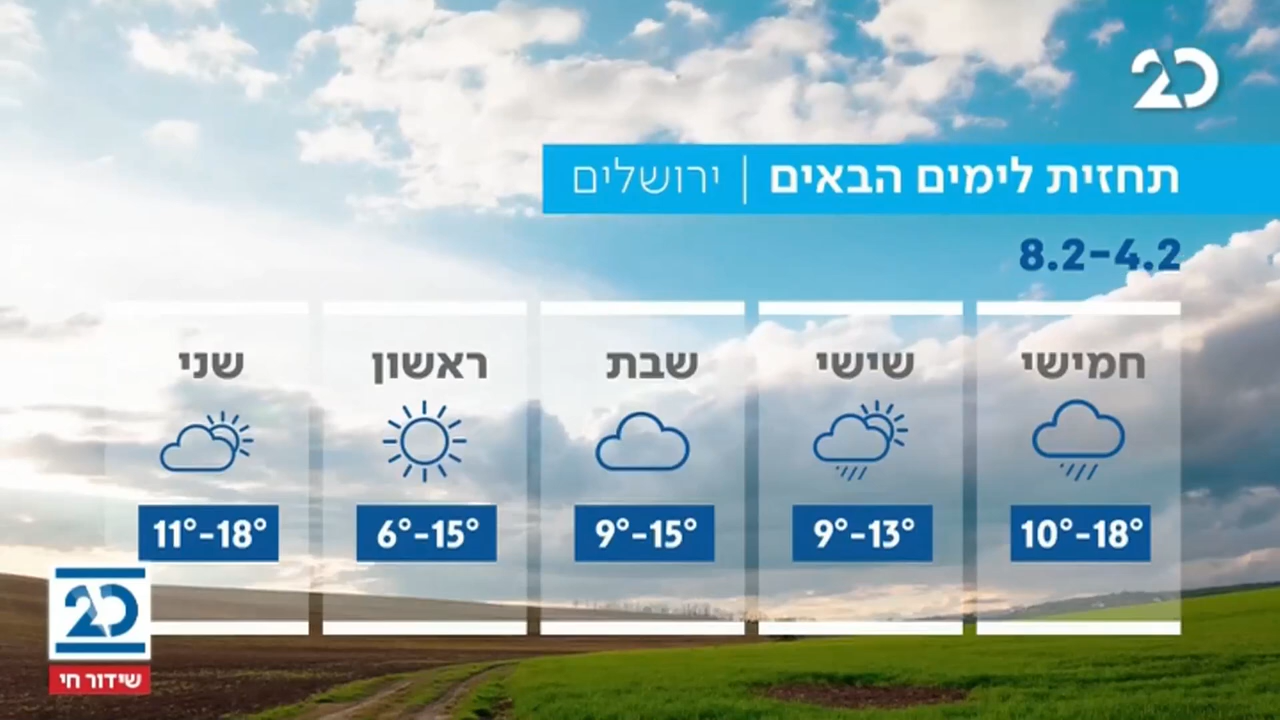 20
תחזית לימים הבאים | ירושלים
8.2-4.2
חמישי
10°-18°
שישי
9°-13°
שבת
9°-15°
ראשון
6°-15°
שני
11°-18°
20
שידור חי